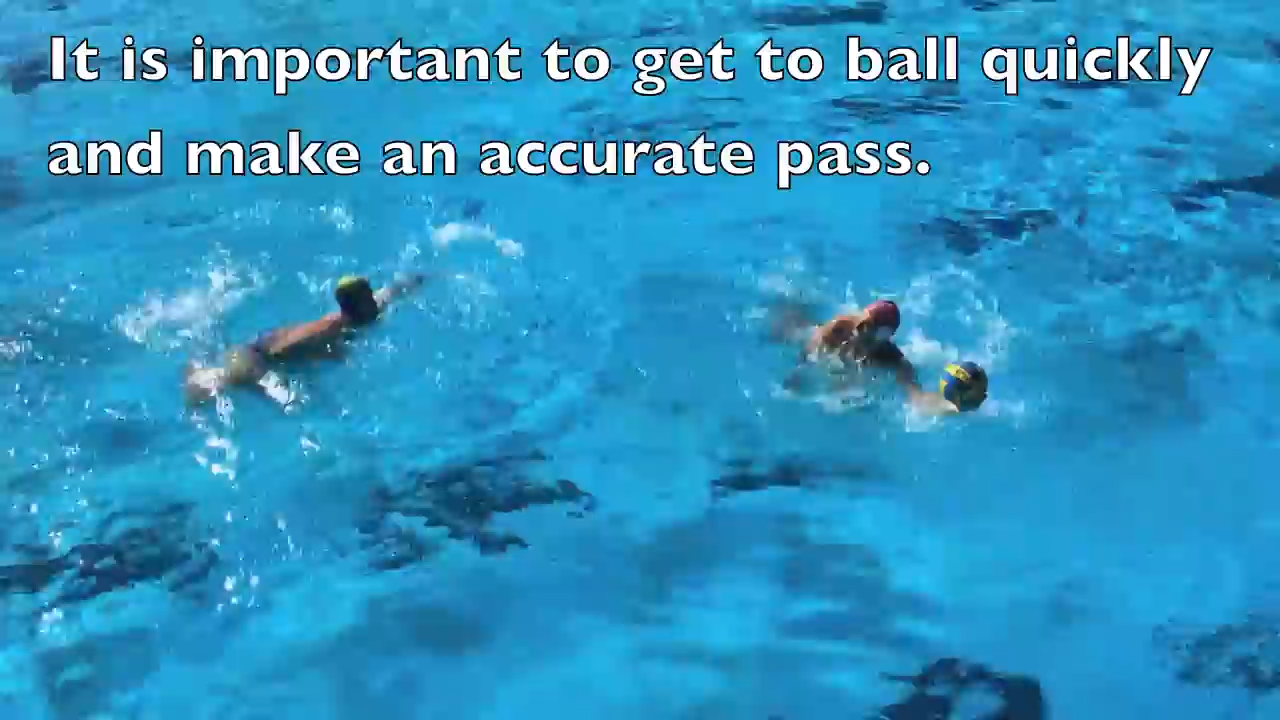 It is important to get to ball quickly
and make an accurate pass.